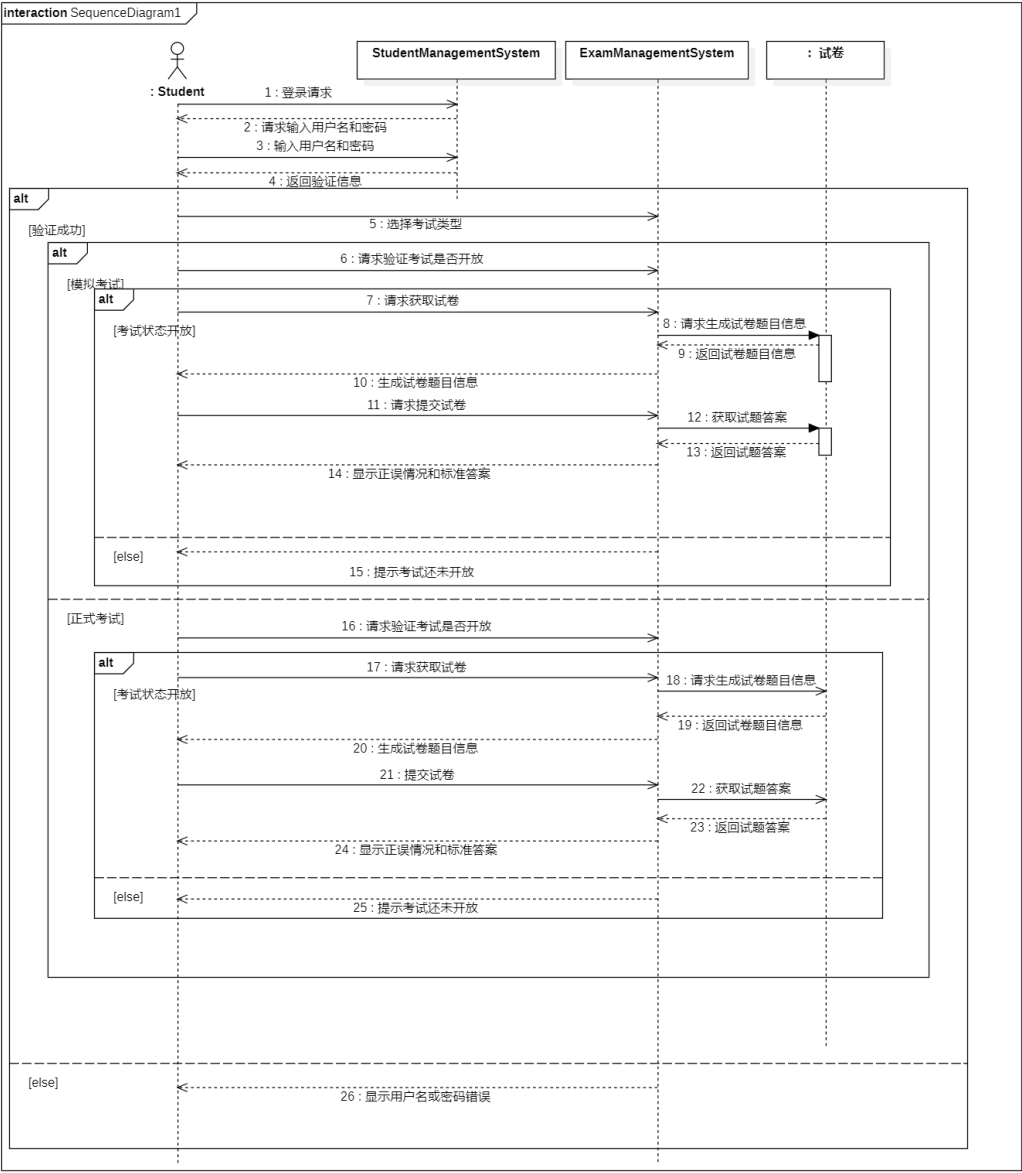 interaction SequenceDiagram1
: Student
StudentManagementSystem
ExamManagementSystem
: 试卷
1 : 登录请求
2 : 请求输入用户名和密码
3 : 输入用户名和密码
4 : 返回验证信息
alt
5 : 选择考试类型
[验证成功]
alt
6 : 请求验证考试是否开放
[模拟考试]
alt
7 : 请求获取试卷
[考试状态开放]
8 : 请求生成试卷题目信息
9 : 返回试卷题目信息
10 : 生成试卷题目信息
11 : 请求提交试卷
12 : 获取试题答案
13 : 返回试题答案
14 : 显示正误情况和标准答案
[else]
15 : 提示考试还未开放
[正式考试]
16 : 请求验证考试是否开放
alt
17 : 请求获取试卷
18 : 请求生成试卷题目信息
[考试状态开放]
19 : 返回试卷题目信息
20 : 生成试卷题目信息
21 : 提交试卷
22 : 获取试题答案
23 : 返回试题答案
24 : 显示正误情况和标准答案
[else]
25 : 提示考试还未开放
[else]
26 : 显示用户名或密码错误